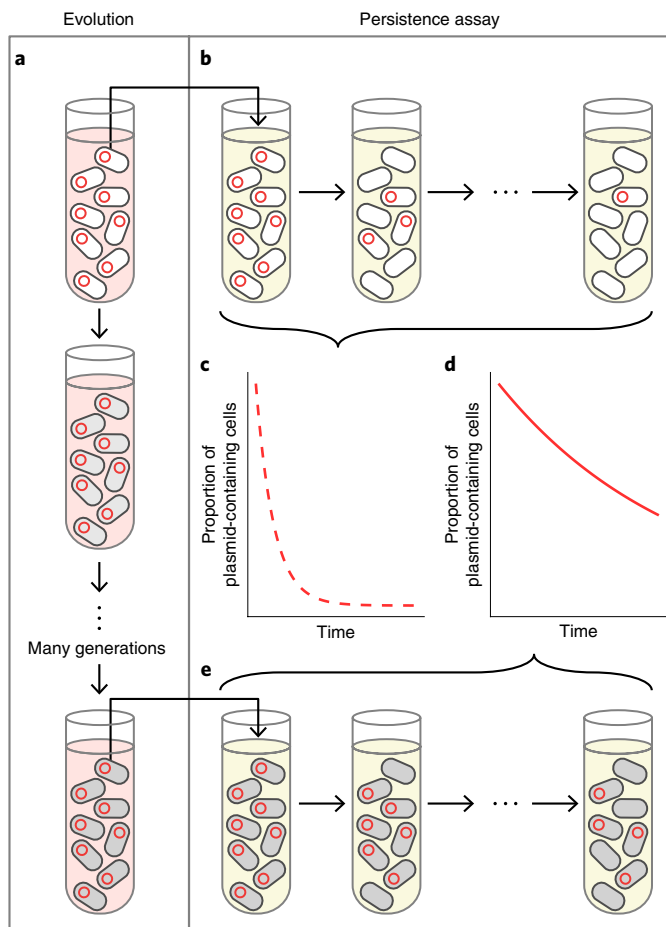 Evolution
Persistence assay
a
b
c
d
Proportion of
plasmid-containing cells
Time
Proportion of
plasmid-containing cells
Time
Many generations
e